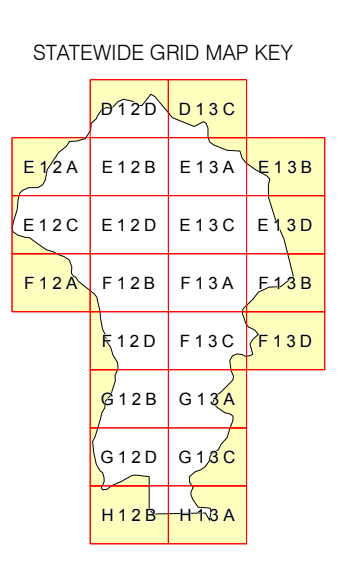 STATEWIDE GRID MAP KEY
D12D D13C
E12A E12B E13A E13B
E12C E12D E13C E13D
F12A F12B F13A F13B
F12D F13C F13D
G12B G13A
G12D G13C
H12B H13A